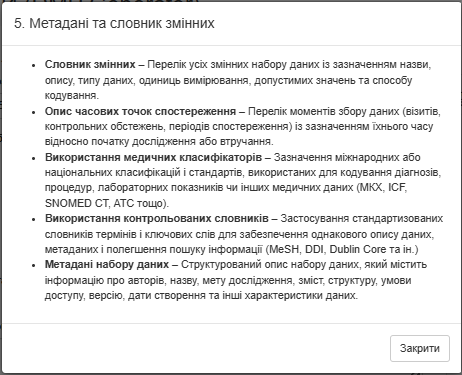 5. Метадані та словник змінних
• Словник змінних – Перелік усіх змінних набору даних із зазначенням назви,
опису, типу даних, одиниць вимірювання, допустимих значень та способу
кодування.
• Опис часових точок спостереження – Перелік моментів збору даних (візитів,
контрольних обстежень, періодів спостереження) із зазначенням їхнього часу
відносно початку дослідження або втручання.
• Використання медичних класифікаторів – Зазначення міжнародних або
національних класифікацій і стандартів, використаних для кодування діагнозів,
процедур, лабораторних показників чи інших медичних даних (МКХ, ICF,
SNOMED CT, ATC тощо).
• Використання контрольованих словників – Застосування стандартизованих
словників термінів і ключових слів для забезпечення однакового опису даних,
метаданих і полегшення пошуку інформації (MeSH, DDI, Dublin Core та ін.)
• Метадані набору даних – Структурований опис набору даних, який містить
інформацію про авторів, назву, мету дослідження, зміст, структуру, умови
доступу, версію, дати створення та інші характеристики даних.
Закрити